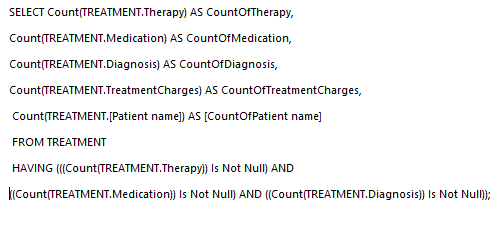 SELECT Count(TREATMENT.Therapy) AS CountOfTherapy,
Count(TREATMENT.Medication) AS CountOfMedication,
Count(TREATMENT.Diagnosis) AS CountOfDiagnosis,
Count(TREATMENT.TreatmentCharges) AS CountOfTreatmentCharges,
Count(TREATMENT.[Patient name]) AS [CountOfPatient name]
FROM TREATMENT
HAVING (((Count(TREATMENT.Therapy)) Is Not Null) AND
((Count(TREATMENT.Medication)) Is Not Null) AND ((Count(TREATMENT.Diagnosis)) Is Not Null));